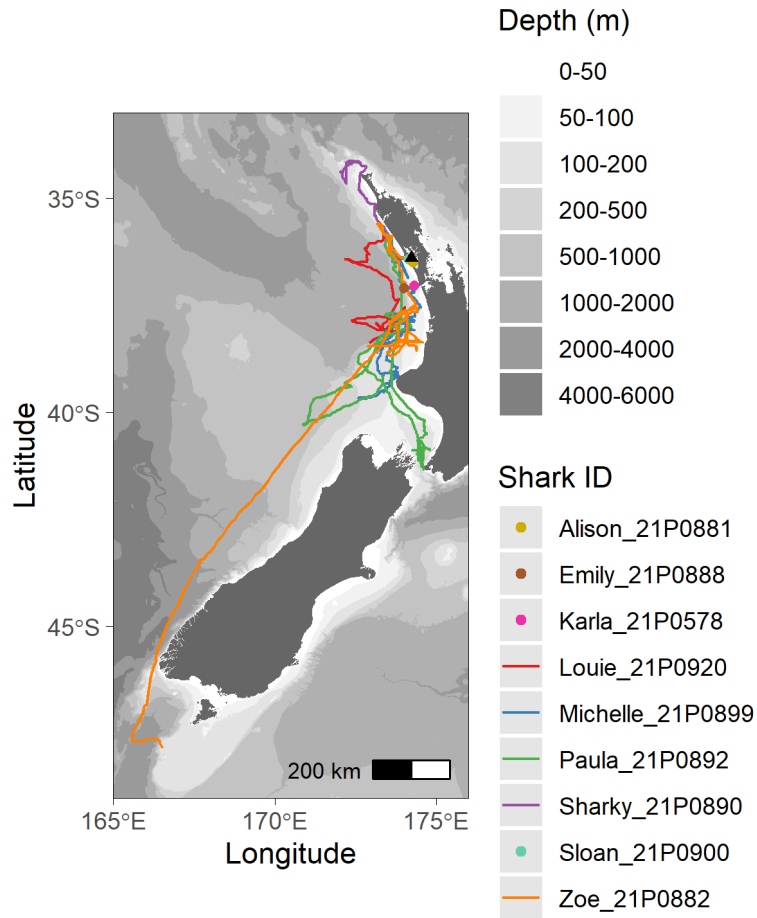 Depth (m)
0-50
50-100
100-200
200-500
500-1000
1000-2000
2000-4000
4000-6000
Shark ID
Alison_21P0881
Emily_21P0888
Karla_21P0578
Louie_21P0920
Michelle_21P0899
Paula_21P0892
Sharky_21P0890
Sloan_21P0900
Zoe_21P0882
Latitude
35°S
40°S
45°S
200 km
165°E 170°E 175°E
Longitude